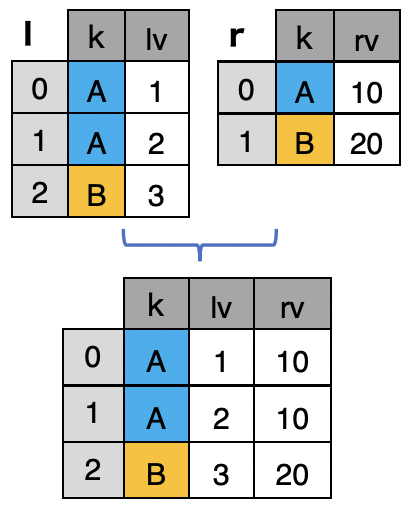 l k lv
0 A 1
1 A 2
2 B 3
r k rv
0 A 10
1 B 20
k lv rv
0 A 1 10
1 A 2 10
2 B 3 20